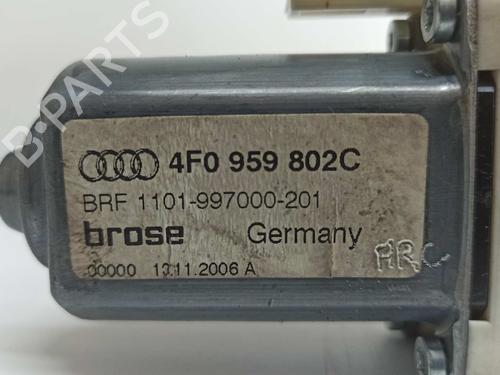 4F0 959 802C
BRF 1101-997000-201
brose Germany
00000 13.11.2006 A
ARC
B-PARTS